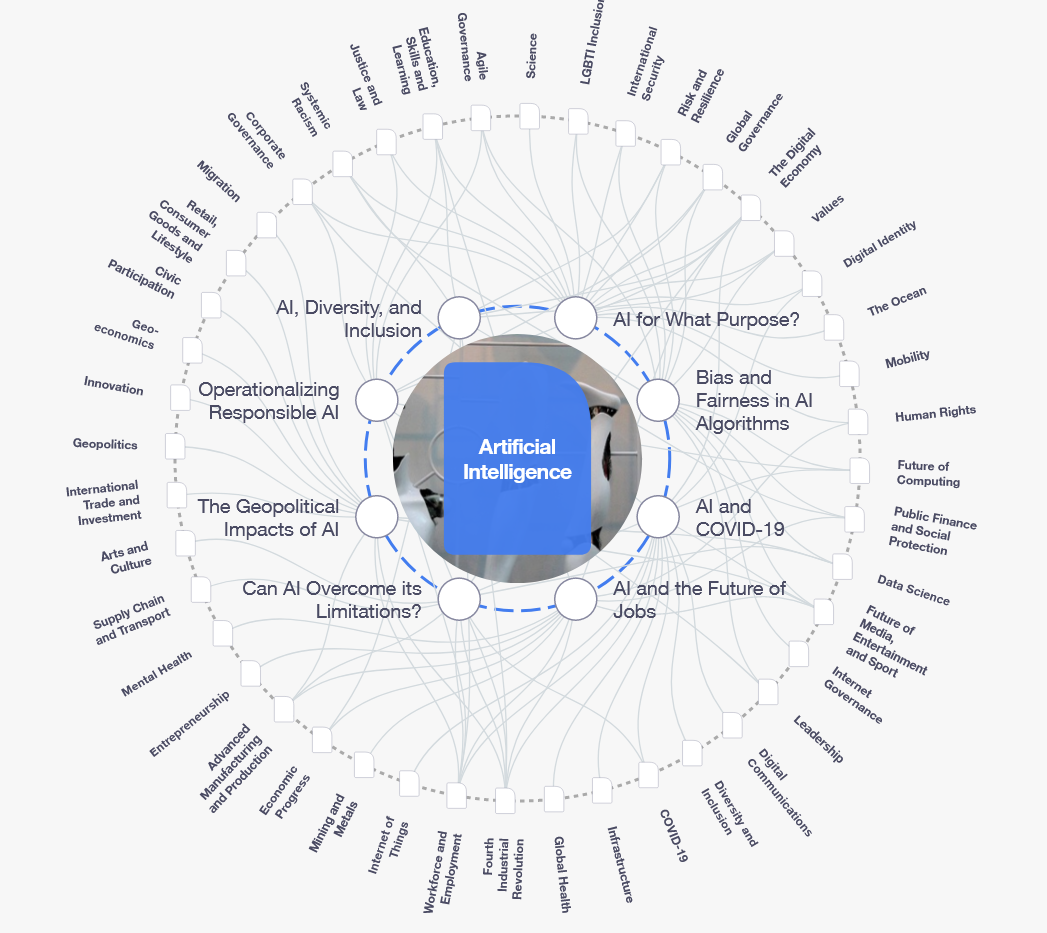 Artificial
Intelligence
AI for What Purpose?
Bias and
Fairness in AI
Algorithms
AI and
COVID-19
AI and the Future of
Jobs
Can AI Overcome its
Limitations?
The Geopolitical
Impacts of AI
Operationalizing
Responsible AI
AI, Diversity, and
Inclusion
Science
LGBTI Inclusion
International
Security
Risk and
Resilience
Global
Governance
The Digital
Economy
Values
Digital Identity
The Ocean
Mobility
Human Rights
Future of
Computing
Public Finance
and Social
Protection
Data Science
Future of
Media,
Entertainment
and Sport
Internet
Governance
Leadership
Digital
Communications
Diversity and
Inclusion
COVID-19
Infrastructure
Global Health
Fourth
Industrial
Revolution
Workforce and
Employment
Internet of
Things
Mining and
Metals
Economic
Progress
Advanced
Manufacturing
and Production
Entrepreneurship
Mental Health
Supply Chain
and Transport
Arts and
Culture
International
Trade and
Investment
Geopolitics
Innovation
Geo-
economics
Civic
Participation
Retail,
Consumer
Goods and
Lifestyle
Migration
Corporate
Governance
Systemic
Racism
Justice and
Law
Education,
Skills and
Learning
Agile
Governance